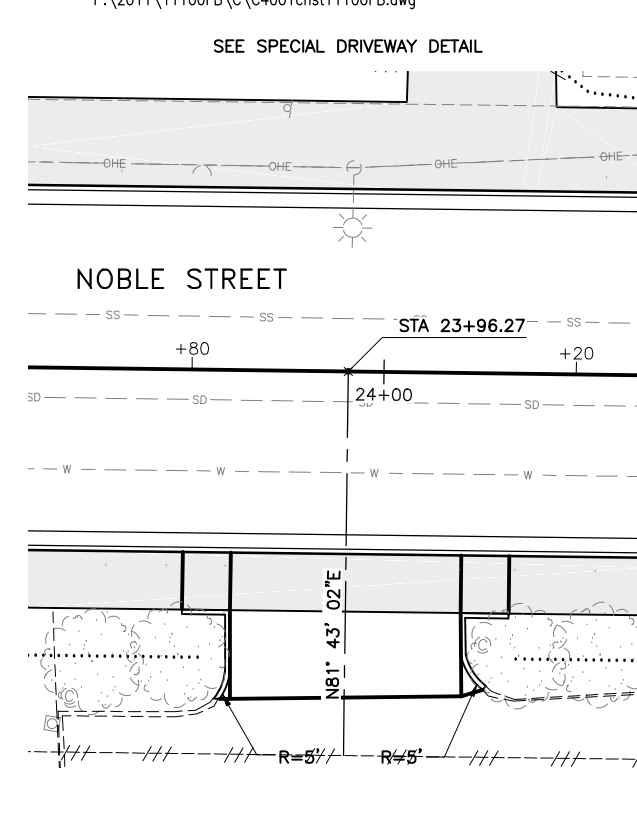 SEE SPECIAL DRIVEWAY DETAIL
OHE OHE OHE OHE
NOBLE STREET
SS SS SS
STA 23+96.27
+80 +20
24+00
SD SD SD
W W W W
N81° 43' 02"E
R=5' R=5'